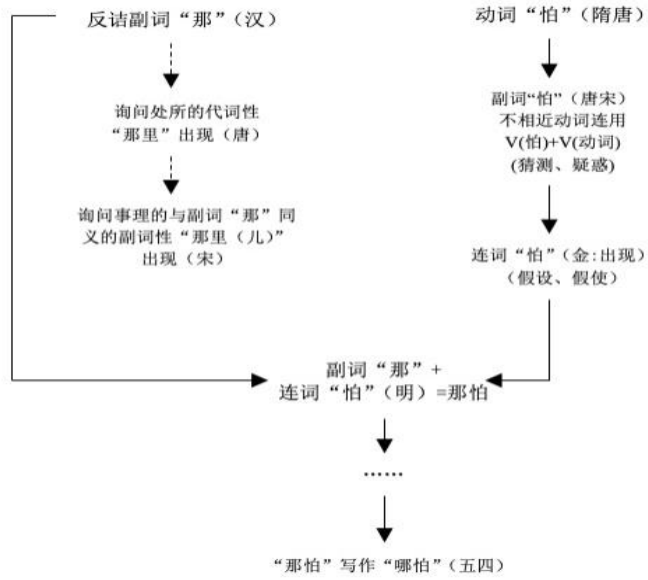 反诘副词“那”(汉)
询问处所的代词性
“那里”出现(唐)
询问事理的与副词“那”同
义的副词性“那里(儿)”
出现(宋)
动词“怕”(隋唐)
副词“怕”(唐宋)
不相近动词连用
V(怕)+V(动词)
(猜测、疑惑)
连词“怕”(金:出现)
(假设、假使)
副词“那”+
连词“怕”(明)=那怕
……
“那怕”写作“哪怕”(五四)